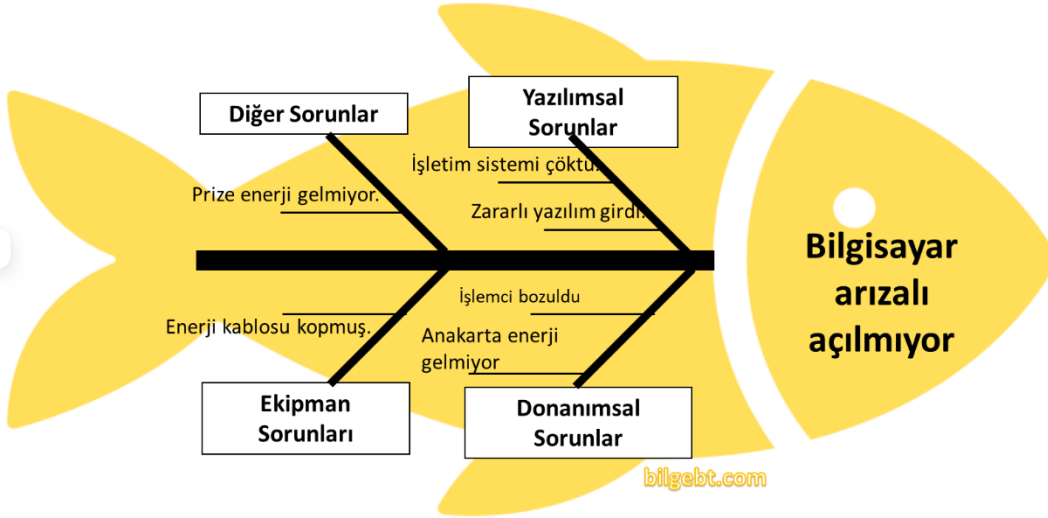 Diğer Sorunlar
Yazılımsal
Sorunlar
İşletim sistemi çöktü.
Prize enerji gelmiyor.
Zararlı yazılım girdi.
Bilgisayar
arızalı
açılmıyor
İşlemci bozuldu
Enerji kablosu kopmuş.
Anakarta enerji
gelmiyor
Ekipman
Sorunları
Donanımsal
Sorunlar
bilgebt.com